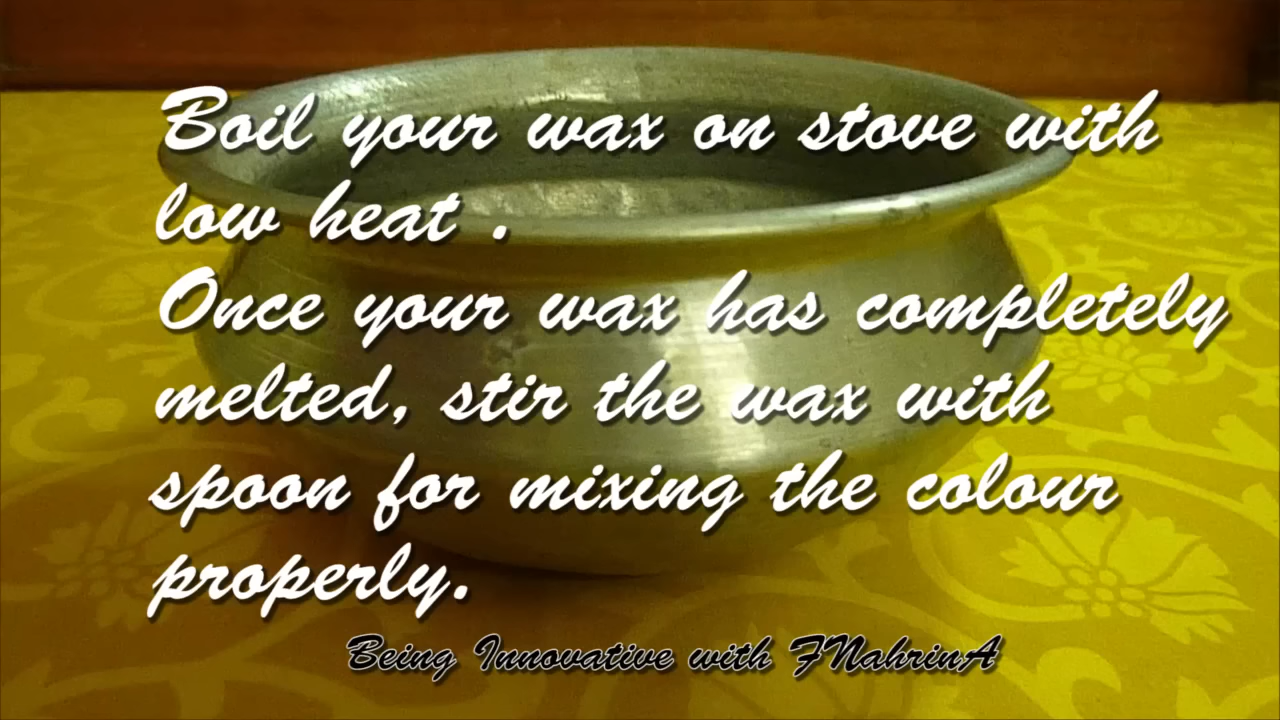 Boil your wax on stove with
low heat .
Once your wax has completely
melted, stir the wax with
spoon for mixing the colour
properly.
Being Innovative with FNahrinA